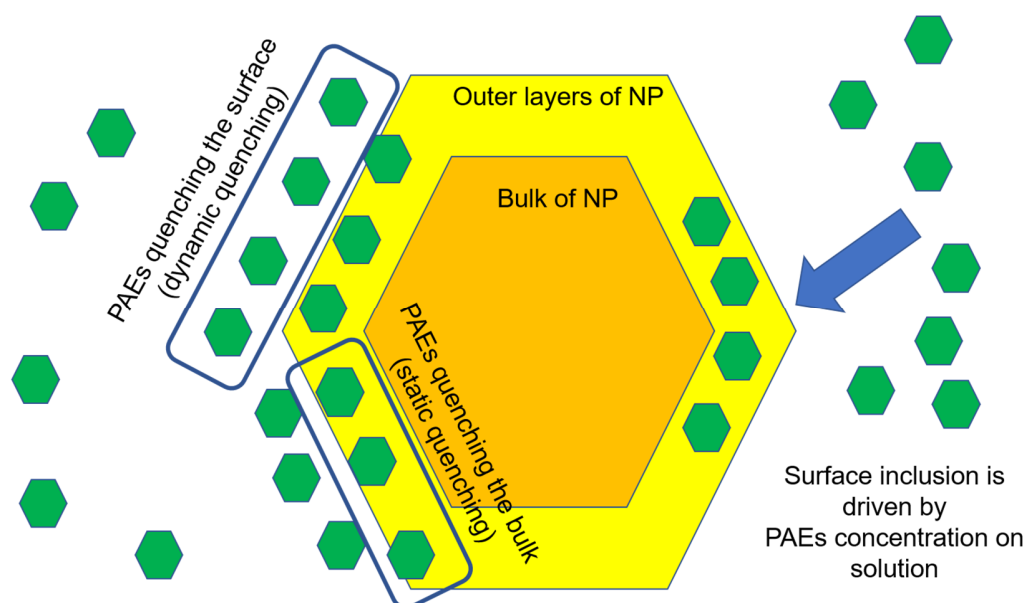 PAEs quenching the surface
(dynamic quenching)
Outer layers of NP
Bulk of NP
PAEs quenching the bulk
(static quenching)
Surface inclusion is
driven by
PAEs concentration on
solution